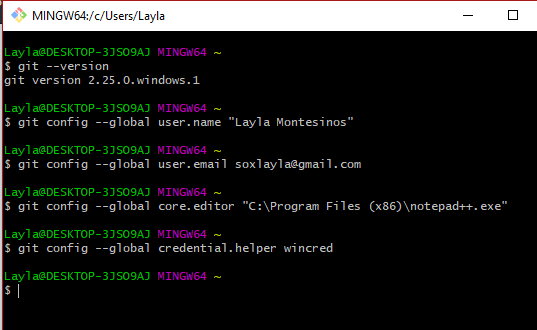 MINGW64:/c/Users/Layla
Layla@DESKTOP-3JSO9AJ MINGW64 ~
$ git --version
git version 2.25.0.windows.1
Layla@DESKTOP-3JSO9AJ MINGW64 ~
$ git config --global user.name "Layla Montesinos"
Layla@DESKTOP-3JSO9AJ MINGW64 ~
$ git config --global user.email soxlayla@gmail.com
Layla@DESKTOP-3JSO9AJ MINGW64 ~
$ git config --global core.editor "C:\Program Files (x86)\notepad++.exe"
Layla@DESKTOP-3JSO9AJ MINGW64 ~
$ git config --global credential.helper wincred
Layla@DESKTOP-3JSO9AJ MINGW64 ~
$